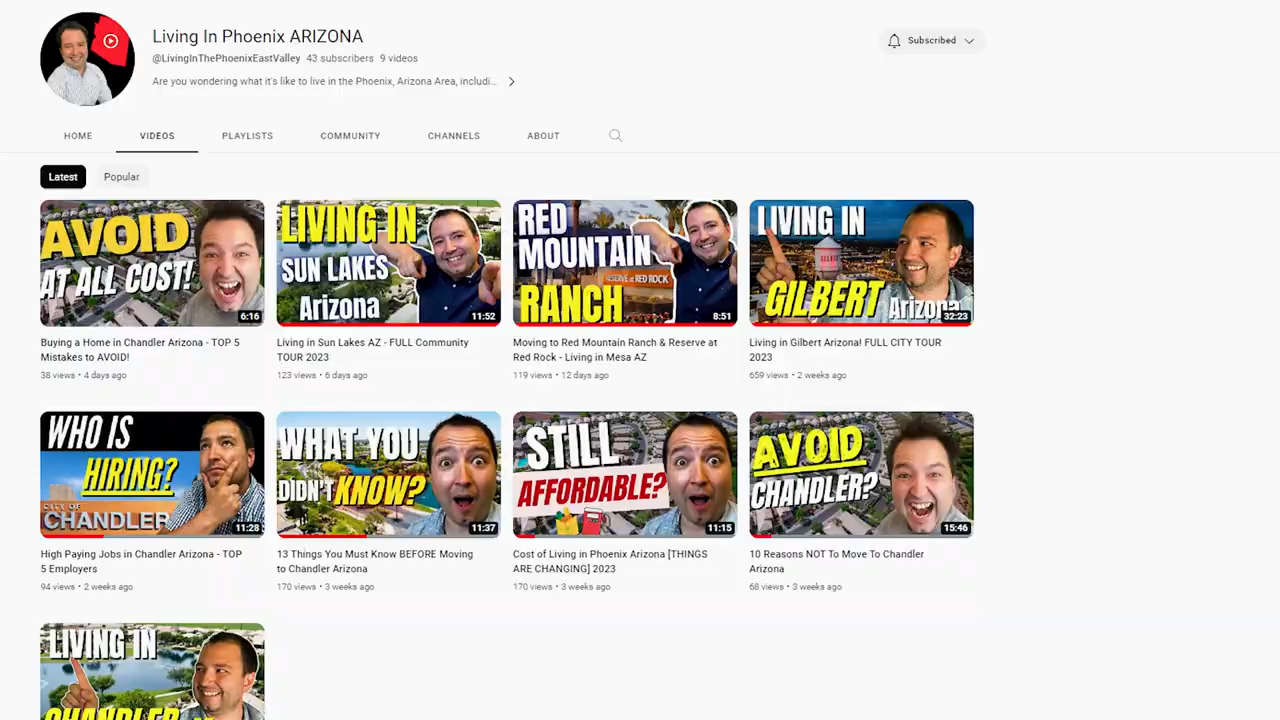 Living In Phoenix ARIZONA
@LivingInThePhoenixEastValley 43 subscribers 9 videos
Are you wondering what it's like to live in the Phoenix, Arizona Area, includi...
Subscribed
HOME VIDEOS PLAYLISTS COMMUNITY CHANNELS ABOUT
Latest Popular
AVOID
AT ALL COST!
6:16
LIVING IN
SUN LAKES
Arizona
11:52
RED
MOUNTAIN
RESERVE at RED ROCK
RANCH
8:51
LIVING IN
GILBERT
Arizona
32:23
Buying a Home in Chandler Arizona - TOP 5
Mistakes to AVOID!
38 views • 4 days ago
Living in Sun Lakes AZ - FULL Community
TOUR 2023
123 views • 6 days ago
Moving to Red Mountain Ranch & Reserve at
Red Rock - Living in Mesa AZ
119 views • 12 days ago
Living in Gilbert Arizona! FULL CITY TOUR
2023
659 views • 2 weeks ago
WHO IS
HIRING?
CITY OF
CHANDLER
11:28
WHAT YOU
DIDN'T KNOW?
11:37
STILL
AFFORDABLE?
11:15
AVOID
CHANDLER?
15:46
High Paying Jobs in Chandler Arizona - TOP
5 Employers
94 views • 2 weeks ago
13 Things You Must Know BEFORE Moving
to Chandler Arizona
170 views • 3 weeks ago
Cost of Living in Phoenix Arizona [THINGS
ARE CHANGING] 2023
170 views • 3 weeks ago
10 Reasons NOT To Move To Chandler
Arizona
68 views • 3 weeks ago
LIVING IN
CHANDLER